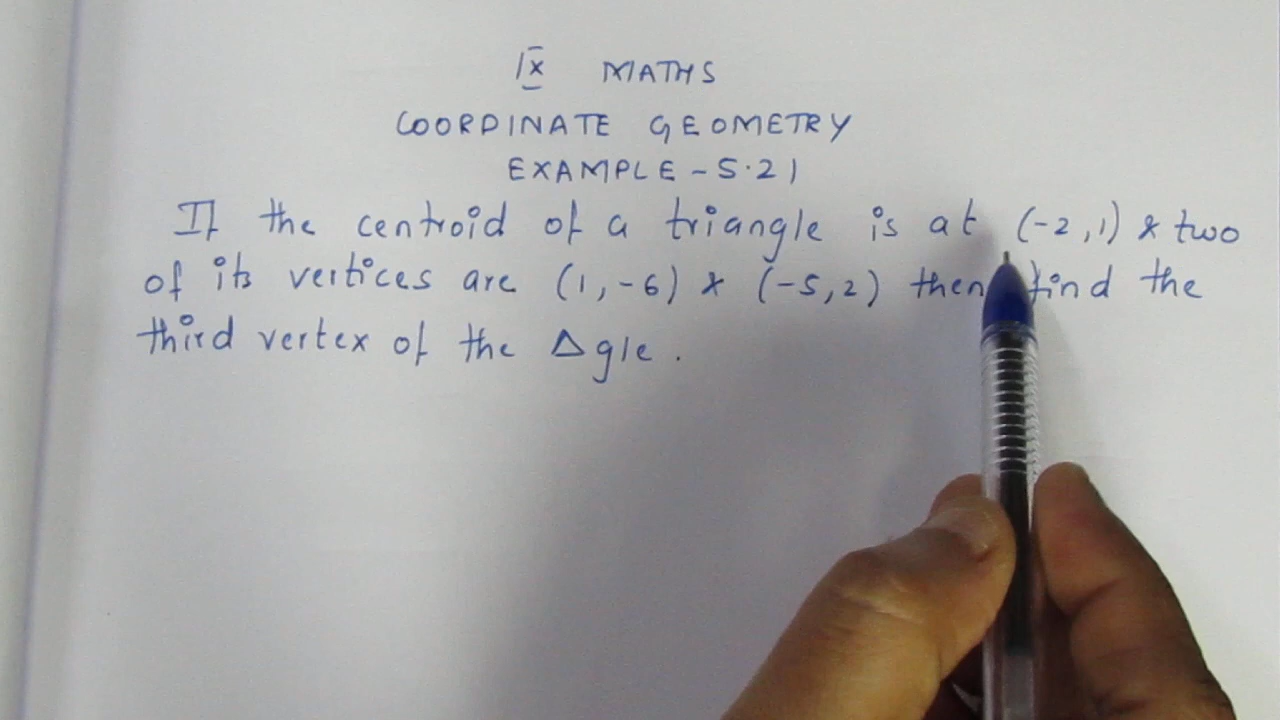 IX MATHS
COORDINATE GEOMETRY
EXAMPLE - 5.21
If the centroid of a triangle is at (-2,1) & two
of its vertices are (1,-6) & (-5,2) then find the
third vertex of the Δgle.